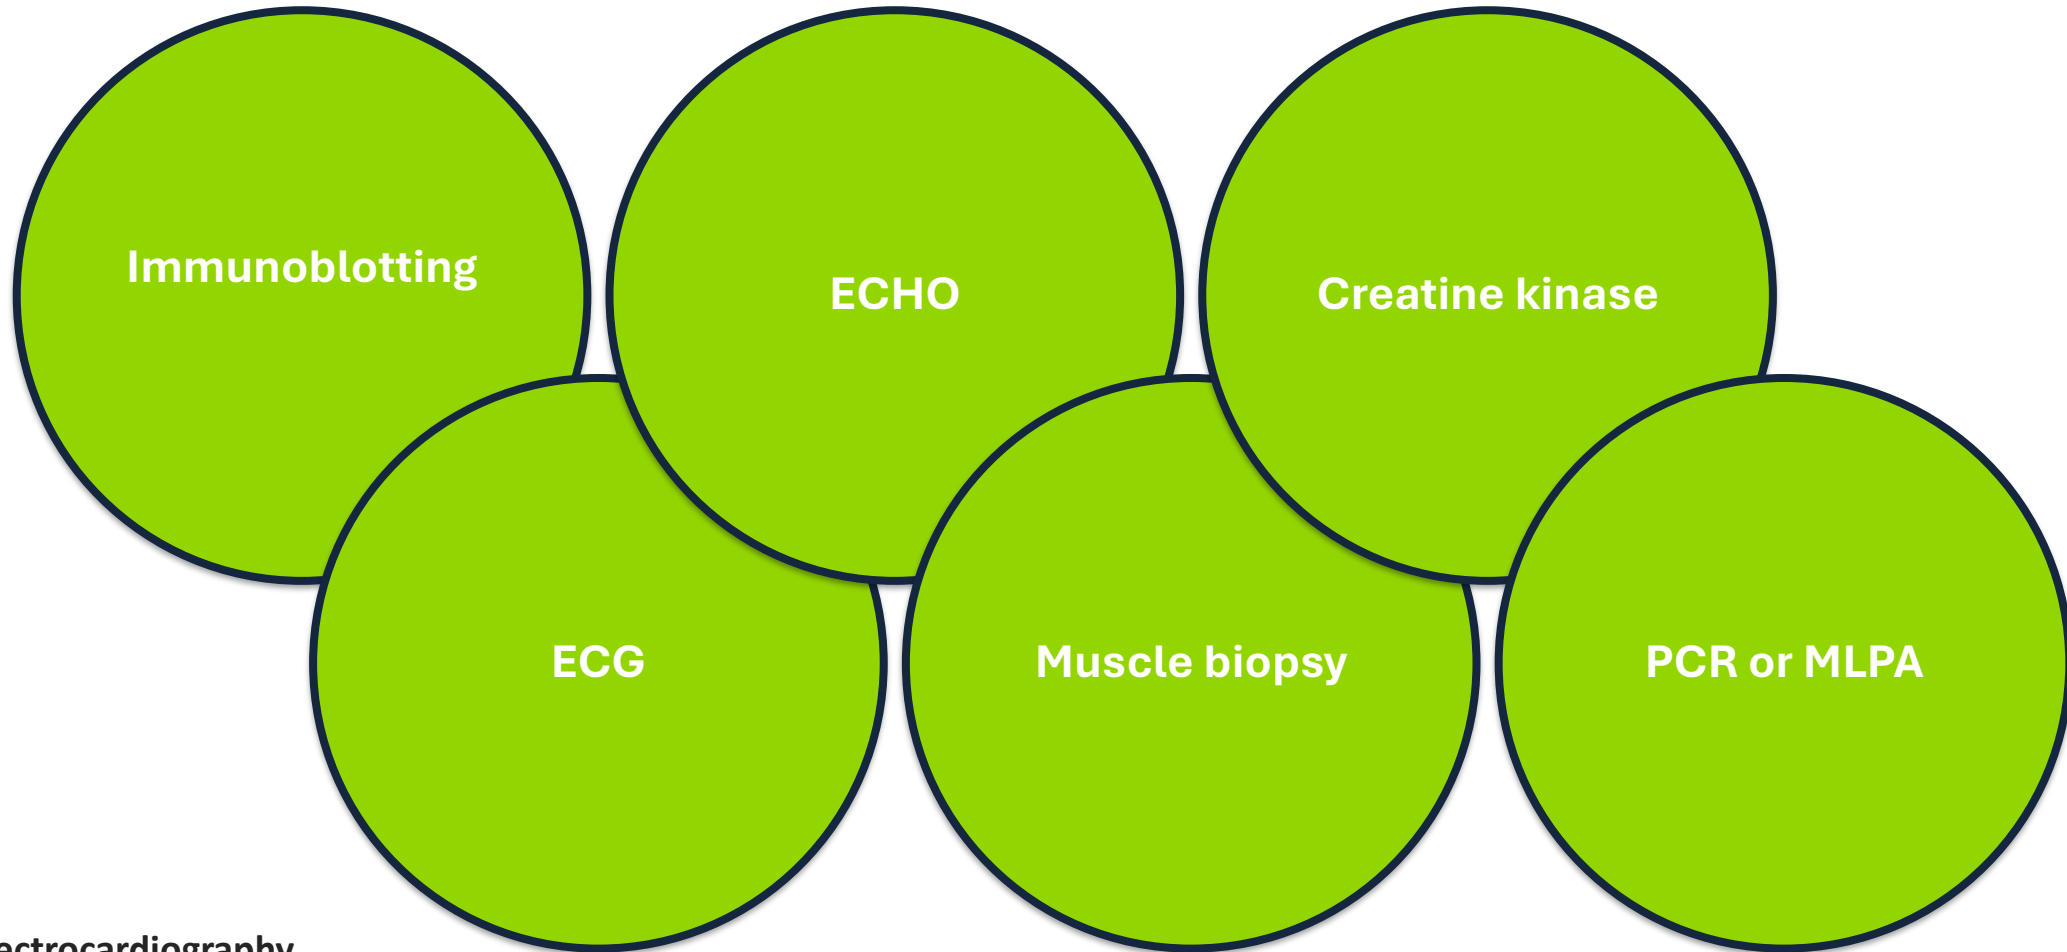 Immunoblotting
ECHO
Creatine kinase
ECG
Muscle biopsy
PCR or MLPA